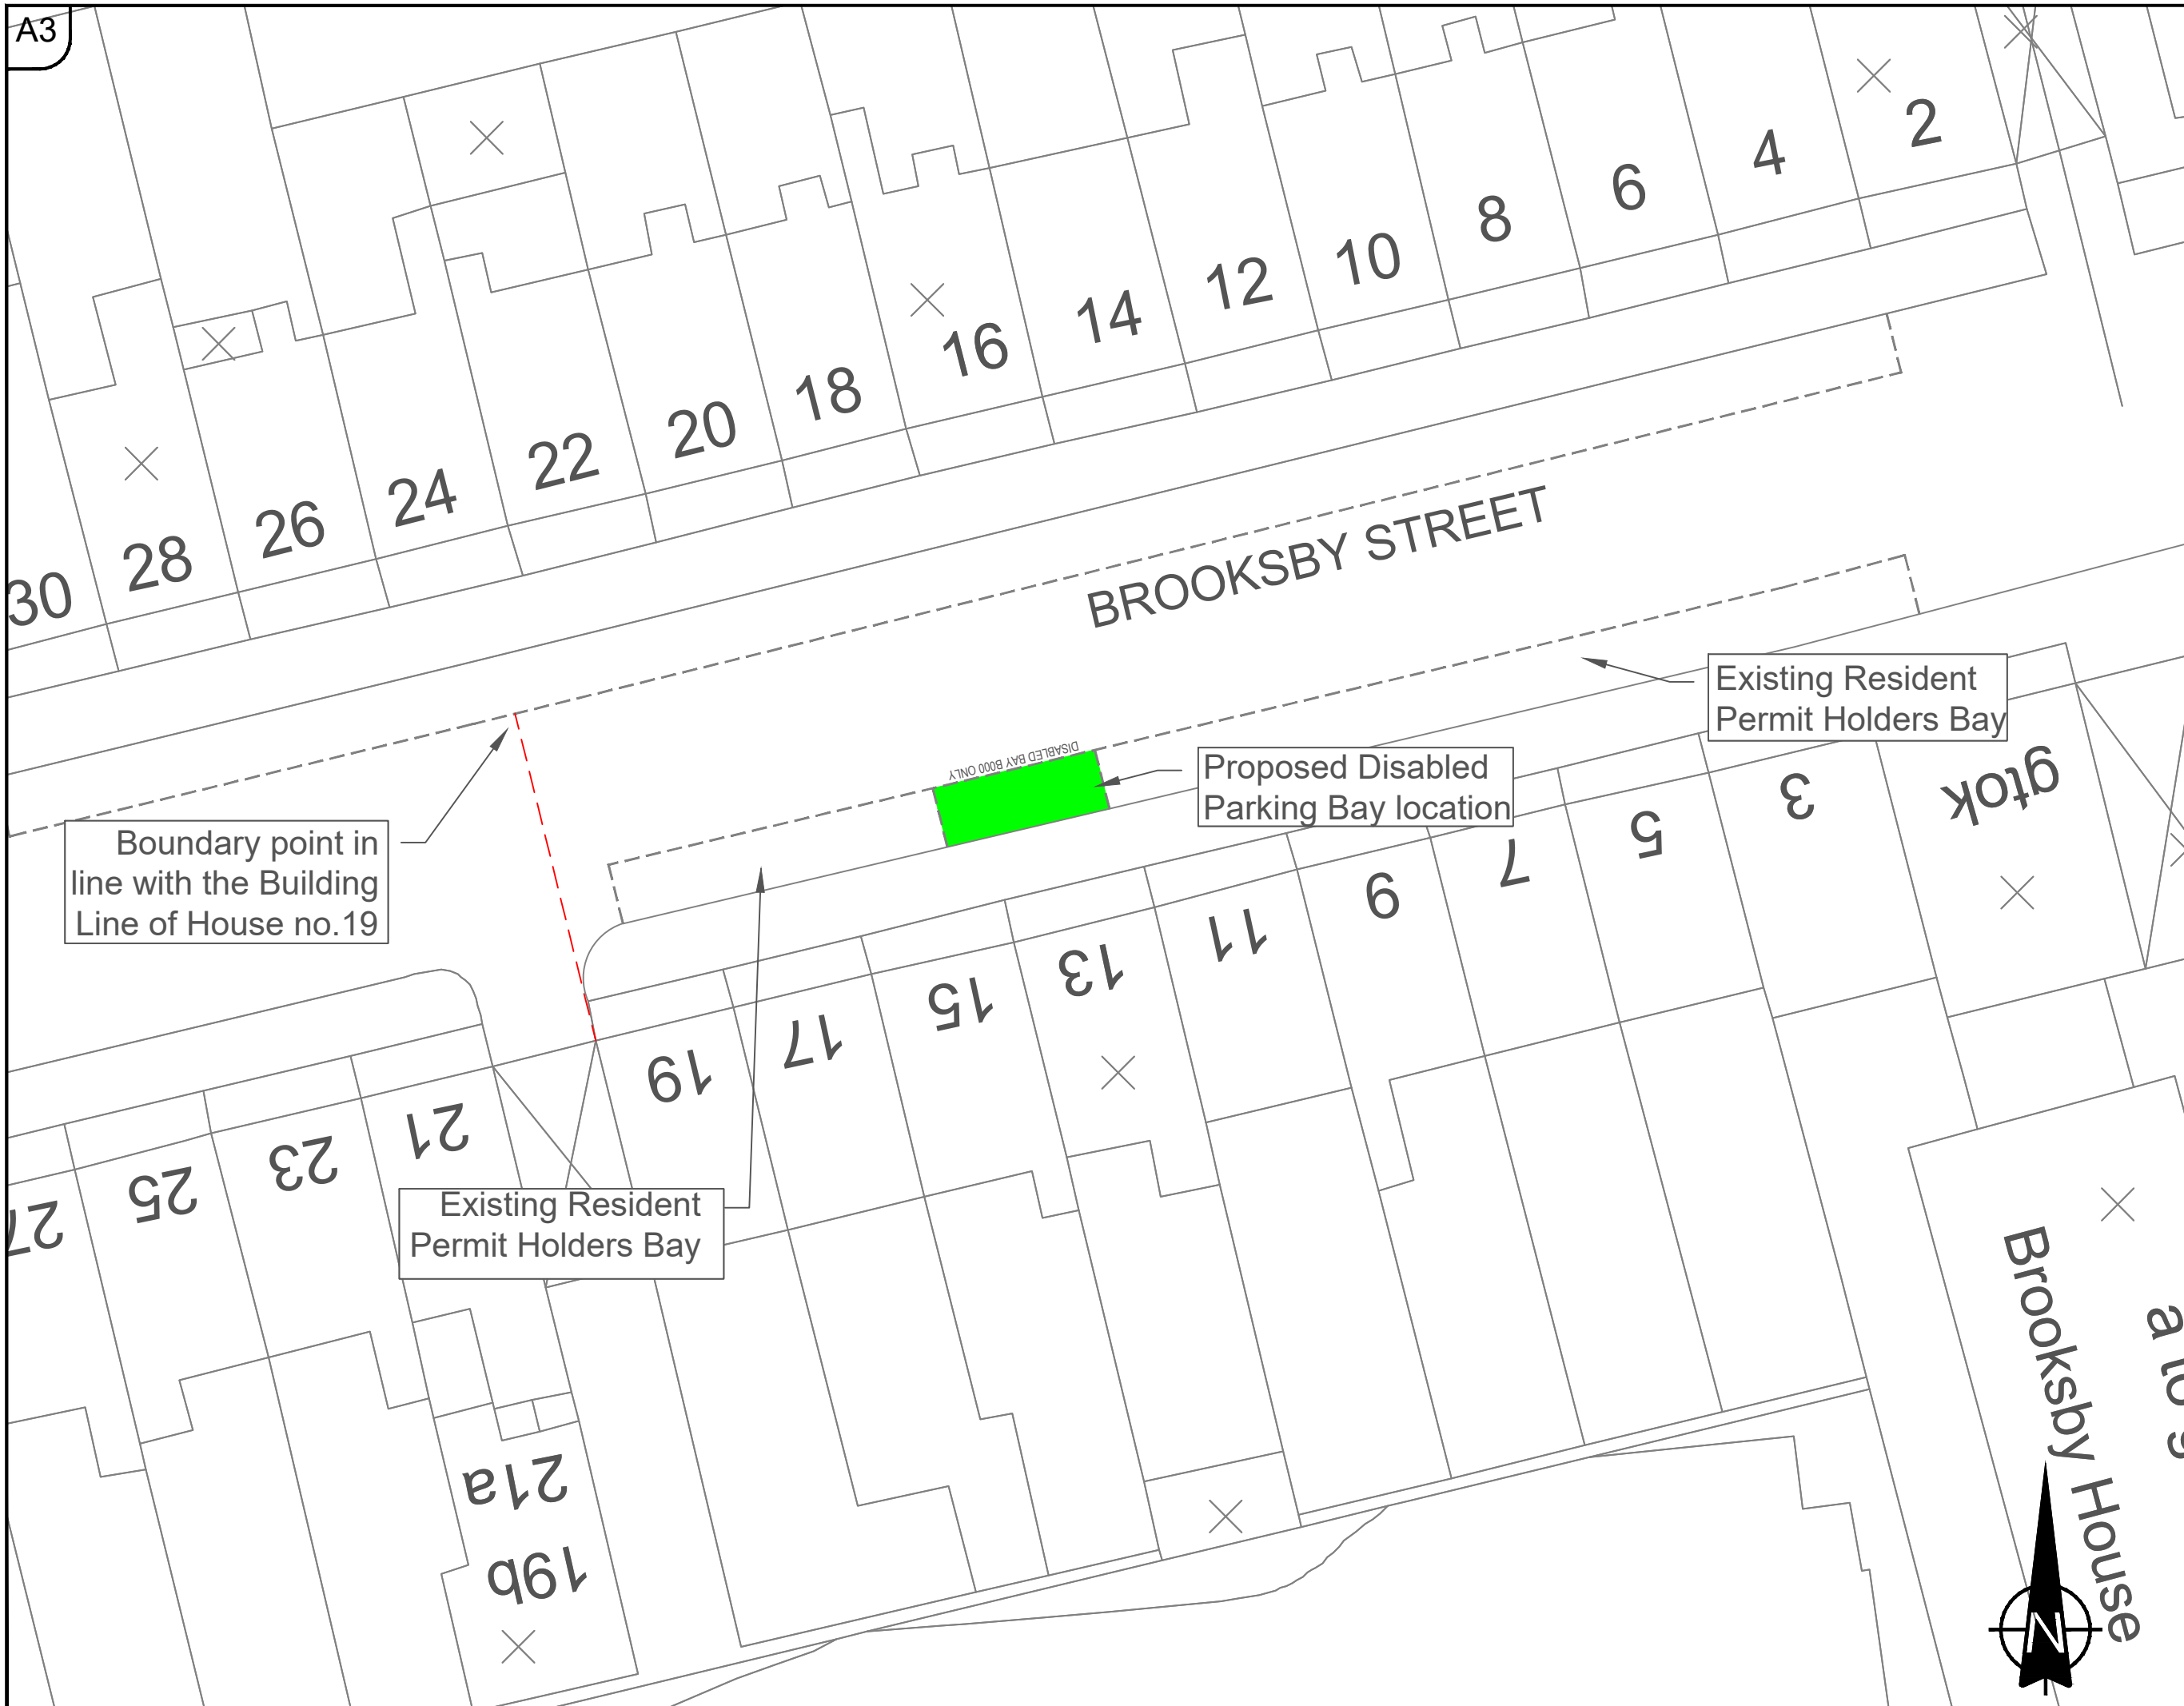 A3
2
4
6
8
10
12
14
16
18
20
22
24
26
28
30
BROOKSBY STREET
Existing Resident
Permit Holders Bay
DISABLED BAY B000 ONLY
Proposed Disabled
Parking Bay location
Boundary point in
line with the Building
Line of House no.19
gtok
3
5
7
9
11
13
15
17
19
21
23
25
27
Existing Resident
Permit Holders Bay
21a
19b
Brooksby House
a to
N